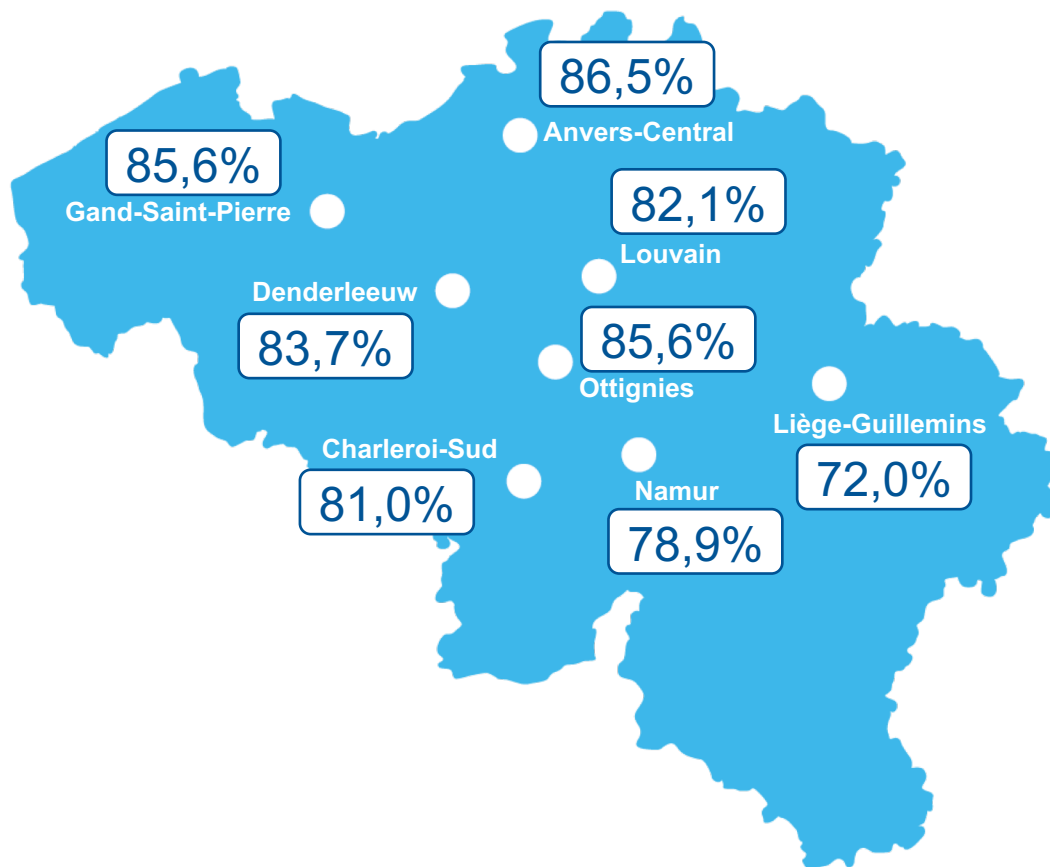 86,5%
Anvers-Central
85,6%
Gand-Saint-Pierre
82,1%
Louvain
Denderleeuw
83,7%
85,6%
Ottignies
Liège-Guillemins
72,0%
Charleroi-Sud
81,0%
Namur
78,9%